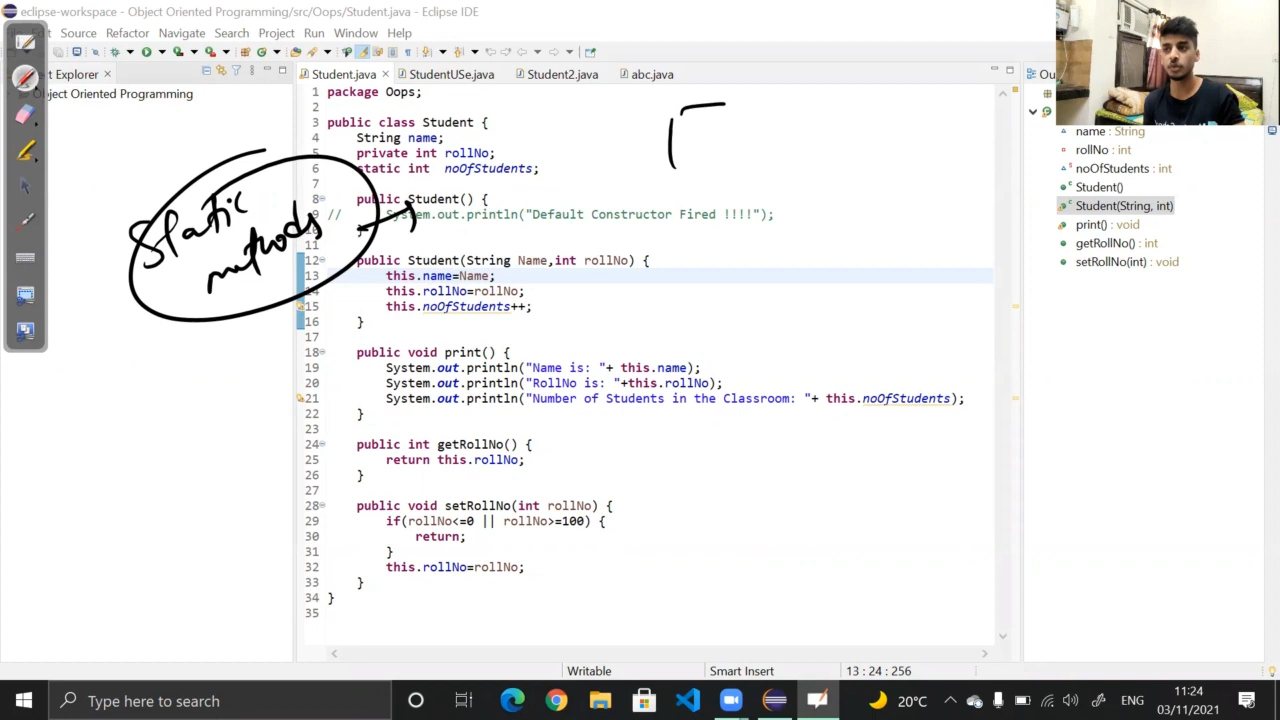 eclipse-workspace - Object Oriented Programming/src/Oops/Student.java - Eclipse IDE
Source Refactor Navigate Search Project Run Window Help
t Explorer
Student.java
StudentUSe.java
Student2.java
abc.java
Ou
Object Oriented Programming
1 package Oops;
2
3 public class Student {
4 String name;
5 private int rollNo;
6 static int noOfStudents;
7
8 public Student() {
9 // System.out.println("Default Constructor Fired !!!!");
10 }
11
12 public Student(String Name,int rollNo) {
13 this.name=Name;
14 this.rollNo=rollNo;
15 this.noOfStudents++;
16 }
17
18 public void print() {
19 System.out.println("Name is: "+ this.name);
20 System.out.println("RollNo is: "+this.rollNo);
21 System.out.println("Number of Students in the Classroom: "+ this.noOfStudents);
22 }
23
24 public int getRollNo() {
25 return this.rollNo;
26 }
27
28 public void setRollNo(int rollNo) {
29 if(rollNo<=0 || rollNo>=100) {
30 return;
31 }
32 this.rollNo=rollNo;
33 }
34 }
35
Static
methods
name : String
rollNo : int
noOfStudents : int
Student()
Student(String, int)
print() : void
getRollNo() : int
setRollNo(int) : void
Writable
Smart Insert
13 : 24 : 256
Type here to search
20°C
ENG
11:24
03/11/2021